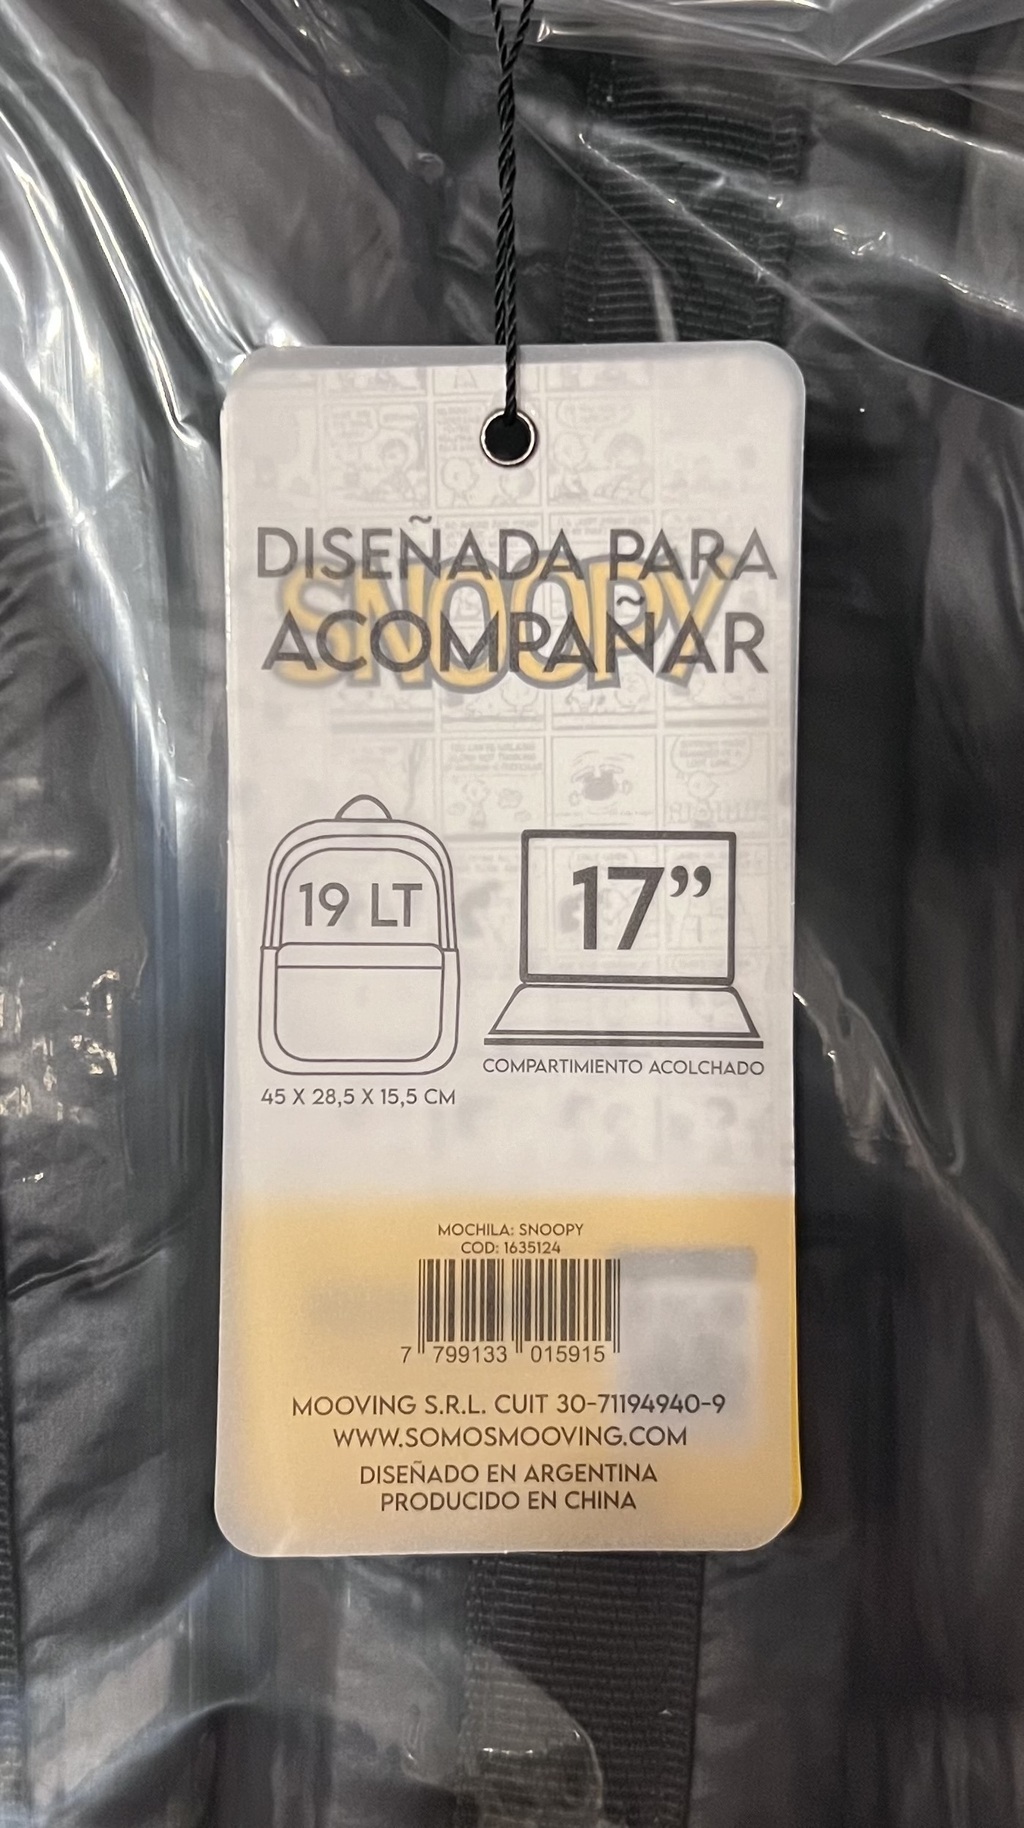 DISEÑADA PARA
SNOOPY
ACOMPAÑAR
19 LT
17”
COMPARTIMIENTO ACOLCHADO
45 X 28,5 X 15,5 CM
MOCHILA: SNOOPY
COD: 1635124
7 799133 015915
MOOVING S.R.L. CUIT 30-71194940-9
WWW.SOMOSMOOVING.COM
DISEÑADO EN ARGENTINA
PRODUCIDO EN CHINA